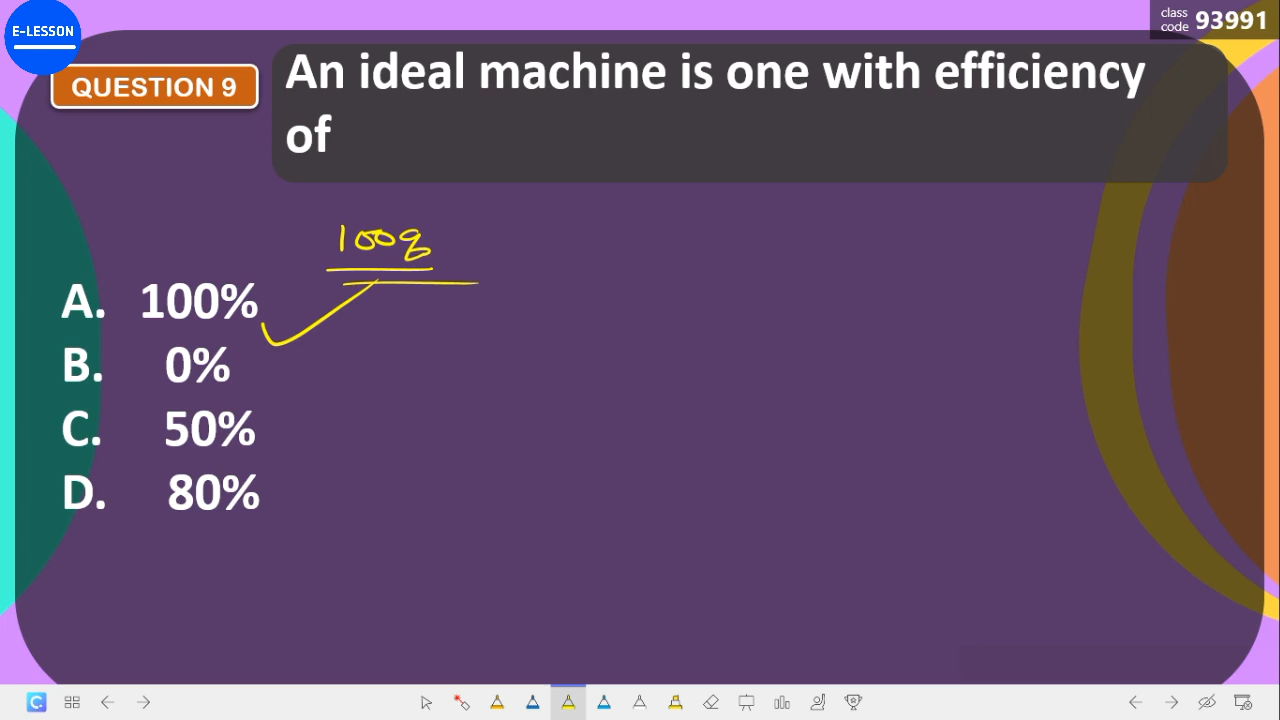 E-LESSON
class
code 93991
QUESTION 9
An ideal machine is one with efficiency
of
100%
A. 100%
B. 0%
C. 50%
D. 80%